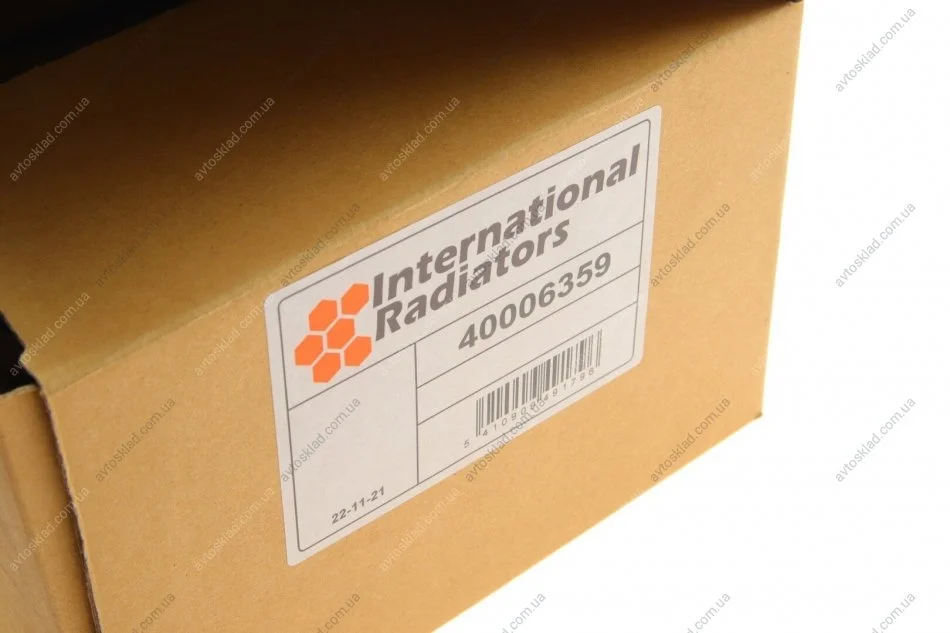 International
Radiators
40006359
22-11-21
avtosklad.com.ua